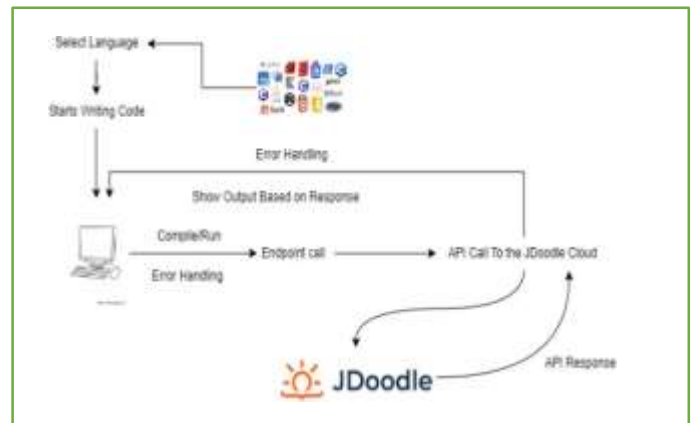 Select Language
Starts Writing Code
Error Handling
Show Output Based on Response
Compile/Run
Endpoint call
API Call To the JDoodle Cloud
Error Handling
API Response
JDoodle